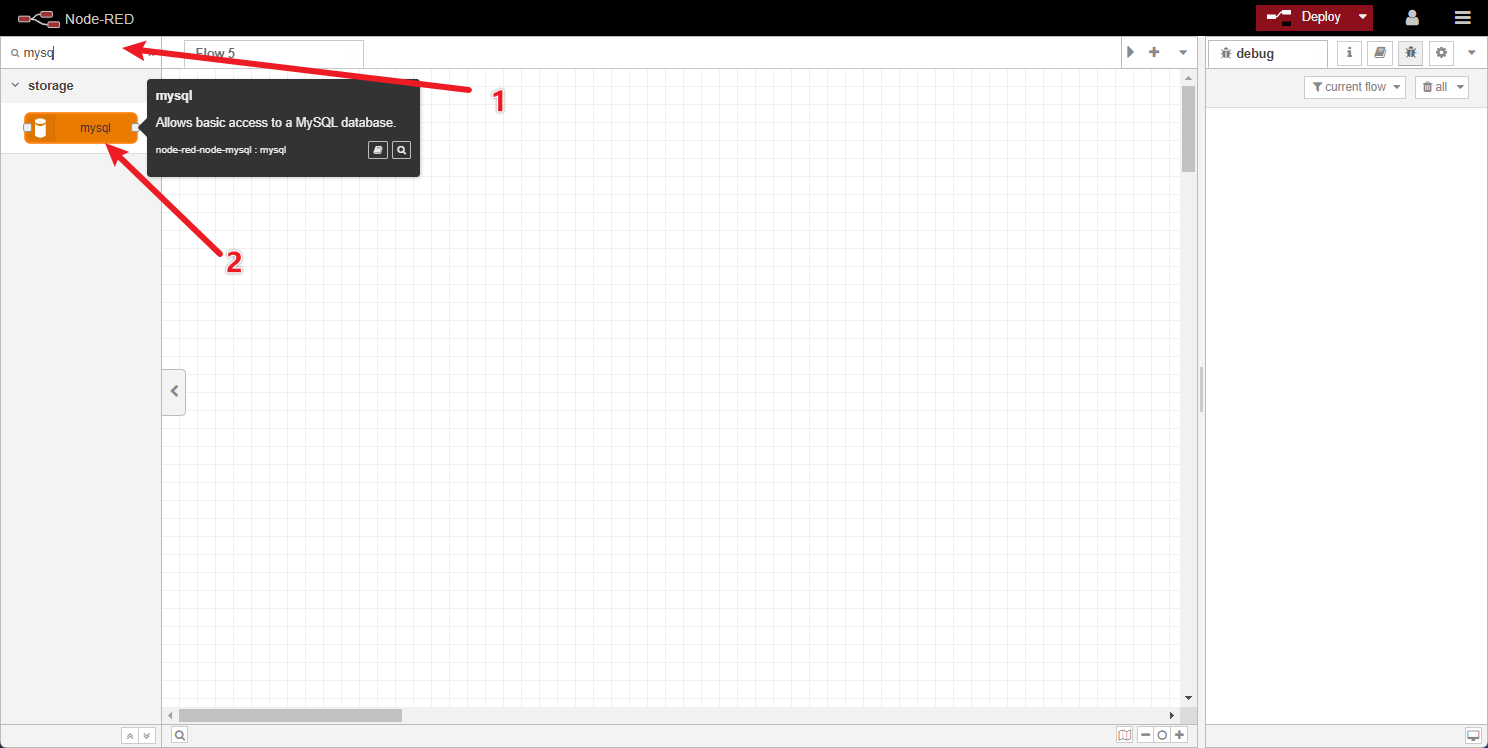 Node-RED
Deploy
mysq
Flow 5
debug
i
storage
mysql
Allows basic access to a MySQL database.
node-red-node-mysql : mysql
mysql
current flow
all
1
2